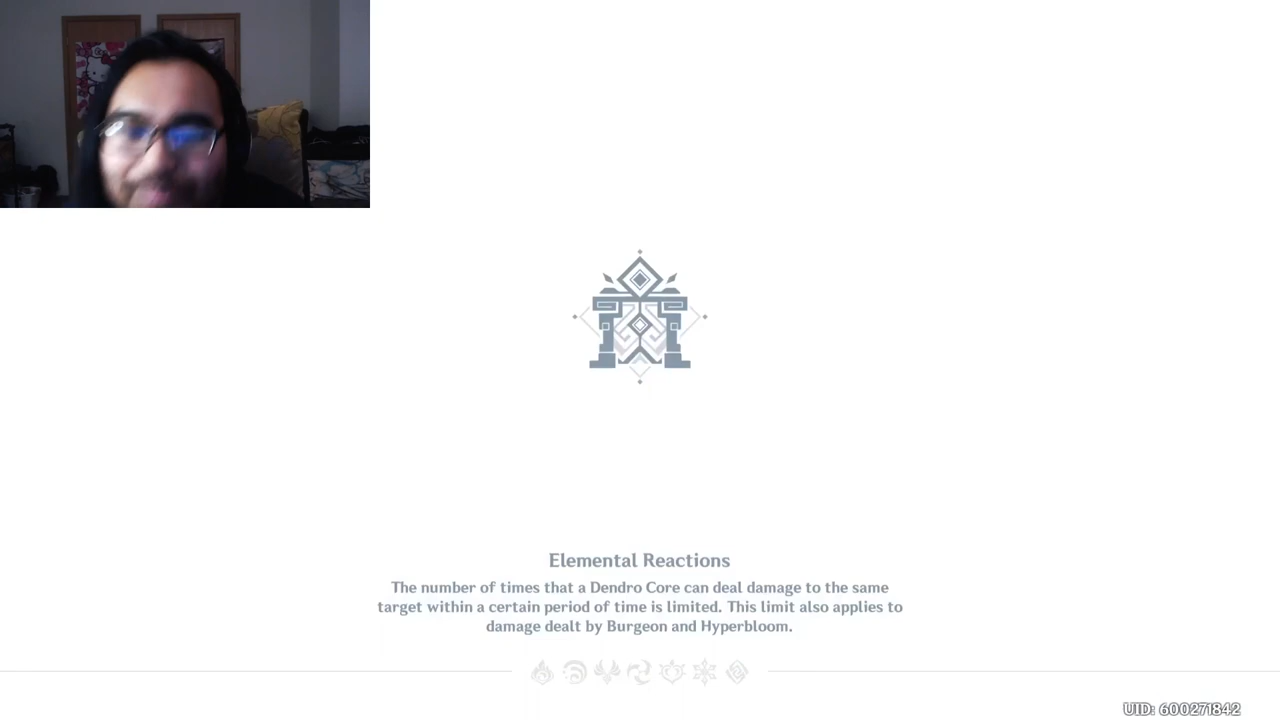 Elemental Reactions
The number of times that a Dendro Core can deal damage to the same
target within a certain period of time is limited. This limit also applies to
damage dealt by Burgeon and Hyperbloom.
UID: 600271842